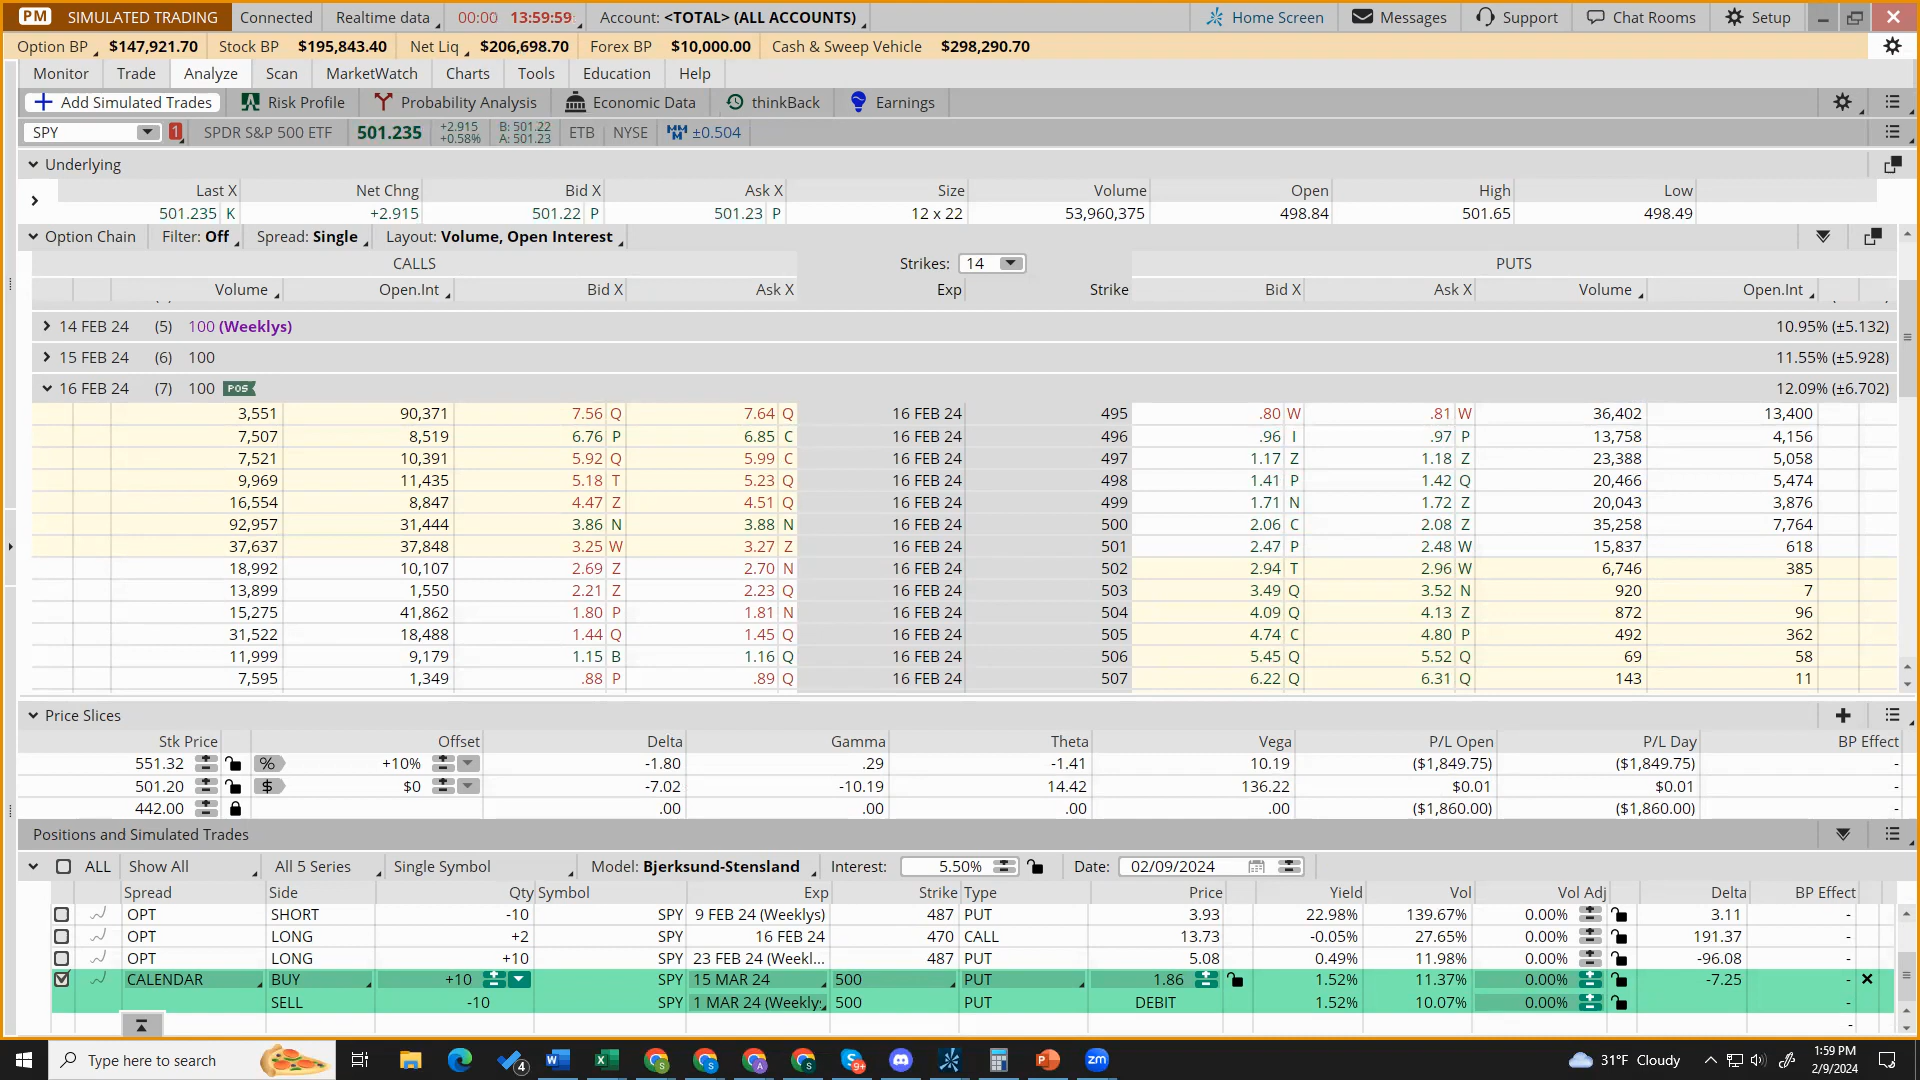 PM SIMULATED TRADING Connected Realtime data 00:00 13:59:59 Account: <TOTAL> (ALL ACCOUNTS) Home Screen Messages Support Chat Rooms Setup
Option BP $147,921.70 Stock BP $195,843.40 Net Liq $206,698.70 Forex BP $10,000.00 Cash & Sweep Vehicle $298,290.70
Monitor Trade Analyze Scan MarketWatch Charts Tools Education Help
Add Simulated Trades Risk Profile Probability Analysis Economic Data thinkBack Earnings
SPY 1 SPDR S&P 500 ETF 501.235 +2.915 +0.58% B: 501.22 A: 501.23 ETB NYSE ±0.504
Underlying
Last X Net Chng Bid X Ask X Size Volume Open High Low
501.235 K +2.915 501.22 P 501.23 P 12 x 22 53,960,375 498.84 501.65 498.49
Option Chain Filter: Off Spread: Single Layout: Volume, Open Interest
CALLS Strikes: 14 PUTS
Volume Open.Int Bid X Ask X Exp Strike Bid X Ask X Volume Open.Int
14 FEB 24 (5) 100 (Weeklys) 10.95% (±5.132)
15 FEB 24 (6) 100 11.55% (±5.928)
16 FEB 24 (7) 100 POS 12.09% (±6.702)
3,551 90,371 7.56 Q 7.64 Q 16 FEB 24 495 .80 W .81 W 36,402 13,400
7,507 8,519 6.76 P 6.85 C 16 FEB 24 496 .96 I .97 P 13,758 4,156
7,521 10,391 5.92 Q 5.99 C 16 FEB 24 497 1.17 Z 1.18 Z 23,388 5,058
9,969 11,435 5.18 T 5.23 Q 16 FEB 24 498 1.41 P 1.42 Q 20,466 5,474
16,554 8,847 4.47 Z 4.51 Q 16 FEB 24 499 1.71 N 1.72 Z 20,043 3,876
92,957 31,444 3.86 N 3.88 N 16 FEB 24 500 2.06 C 2.08 Z 35,258 7,764
37,637 37,848 3.25 W 3.27 Z 16 FEB 24 501 2.47 P 2.48 W 15,837 618
18,992 10,107 2.69 Z 2.70 N 16 FEB 24 502 2.94 T 2.96 W 6,746 385
13,899 1,550 2.21 Z 2.23 Q 16 FEB 24 503 3.49 Q 3.52 N 920 7
15,275 41,862 1.80 P 1.81 N 16 FEB 24 504 4.09 Q 4.13 Z 872 96
31,522 18,488 1.44 Q 1.45 Q 16 FEB 24 505 4.74 C 4.80 P 492 362
11,999 9,179 1.15 B 1.16 Q 16 FEB 24 506 5.45 Q 5.52 Q 69 58
7,595 1,349 .88 P .89 Q 16 FEB 24 507 6.22 Q 6.31 Q 143 11
Price Slices
Stk Price Offset Delta Gamma Theta Vega P/L Open P/L Day BP Effect
551.32 % +10% -1.80 .29 -1.41 10.19 ($1,849.75) ($1,849.75) -
501.20 $ $0 -7.02 -10.19 14.42 136.22 $0.01 $0.01 -
442.00 .00 .00 .00 .00 ($1,860.00) ($1,860.00) -
Positions and Simulated Trades
ALL Show All All 5 Series Single Symbol Model: Bjerksund-Stensland Interest: 5.50% Date: 02/09/2024
Spread Side Qty Symbol Exp Strike Type Price Yield Vol Vol Adj Delta BP Effect
OPT SHORT -10 SPY 9 FEB 24 (Weeklys) 487 PUT 3.93 22.98% 139.67% 0.00% 3.11 -
OPT LONG +2 SPY 16 FEB 24 470 CALL 13.73 -0.05% 27.65% 0.00% 191.37 -
OPT LONG +10 SPY 23 FEB 24 (Weekl... 487 PUT 5.08 0.49% 11.98% 0.00% -96.08 -
CALENDAR BUY +10 SPY 15 MAR 24 500 PUT 1.86 1.52% 11.37% 0.00% -7.25 -
SELL -10 SPY 1 MAR 24 (Weekly: 500 PUT DEBIT 1.52% 10.07% 0.00% -
-
Type here to search 4 9+ zm 31°F Cloudy 1:59 PM
2/9/2024